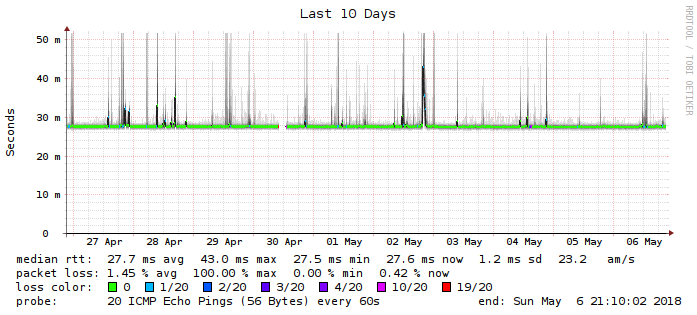 Last 10 Days
RRDTOOL / TOBI OETIKER
Seconds
50 m
40 m
30 m
20 m
10 m
0
27 Apr 28 Apr 29 Apr 30 Apr 01 May 02 May 03 May 04 May 05 May 06 May
median rtt: 27.7 ms avg 43.0 ms max 27.5 ms min 27.6 ms now 1.2 ms sd 23.2 am/s
packet loss: 1.45 % avg 100.00 % max 0.00 % min 0.42 % now
loss color: 0 1/20 2/20 3/20 4/20 10/20 19/20
probe: 20 ICMP Echo Pings (56 Bytes) every 60s end: Sun May 6 21:10:02 2018